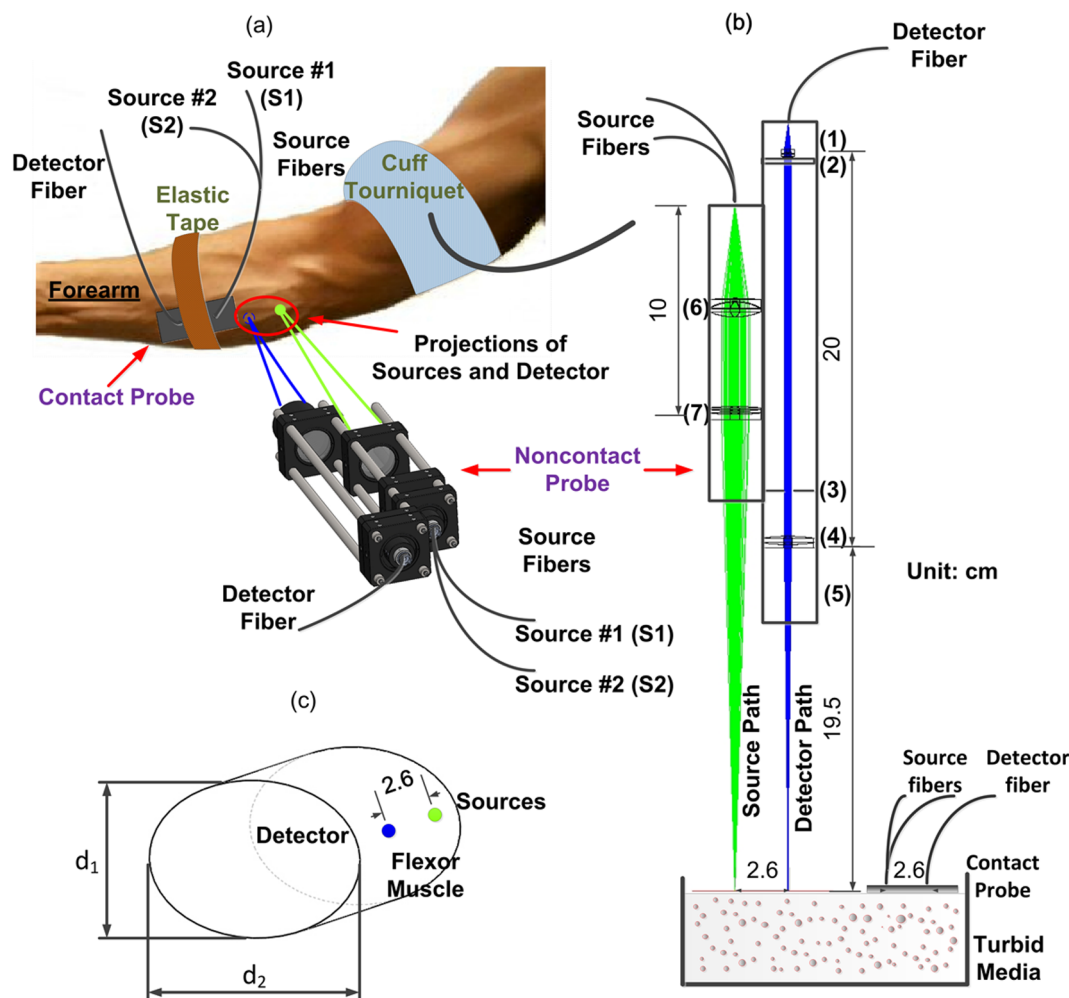 (a)
Source #1
(S1)
Source #2
(S2)
Detector
Fiber
Source
Fibers
Cuff
Tourniquet
Elastic
Tape
Forearm
Contact Probe
Projections of
Sources and Detector
Noncontact
Probe
Source
Fibers
Detector
Fiber
Source #1 (S1)
Source #2 (S2)
(b)
Detector
Fiber
Source
Fibers
(1)
(2)
(6)
10
20
(7)
(3)
(4)
(5)
Unit: cm
Source Path
Detector Path
19.5
Source
fibers
Detector
fiber
2.6
2.6
Contact
Probe
Turbid
Media
(c)
2.6
Sources
Detector
Flexor
Muscle
d1
d2